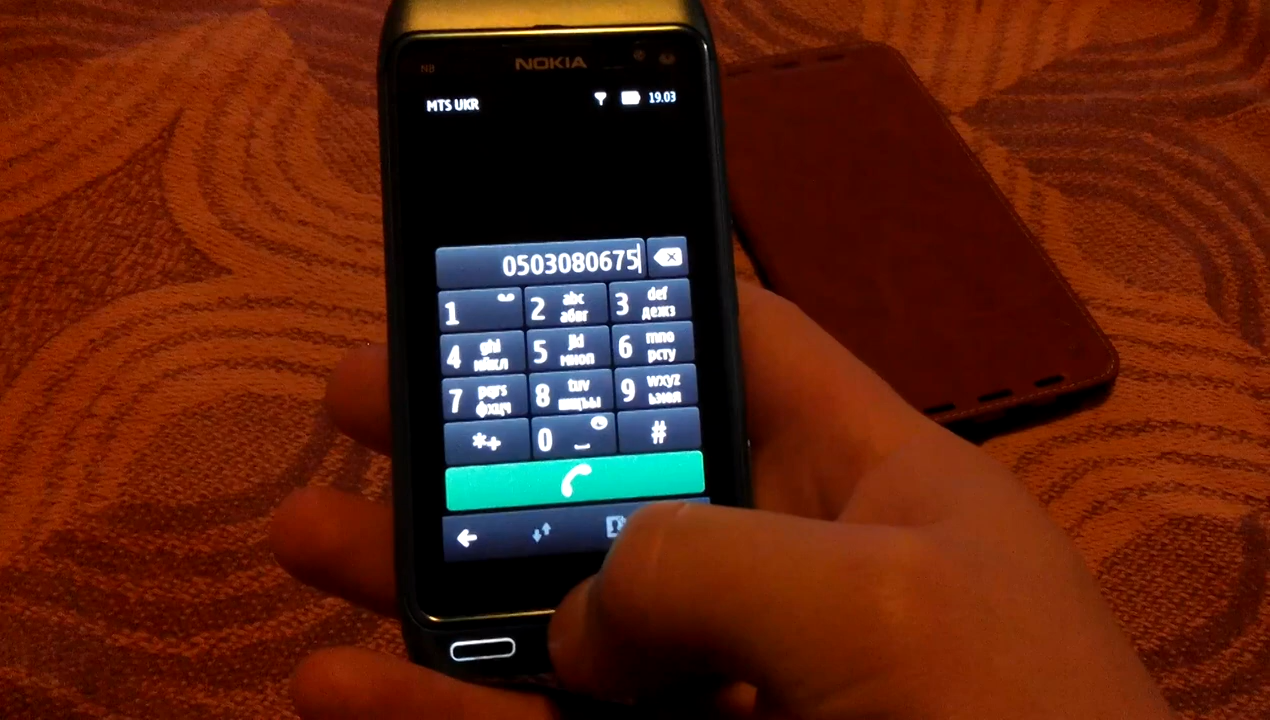 N8
NOKIA
MTS UKR 19.03
0503080675
1 2 abc 3 def
абвг дежз
4 ghi 5 jkl 6 mno
ийкл мноп рсту
7 pqrs 8 tuv 9 wxyz
фхцч шщъы ьэюя
*+ 0 #